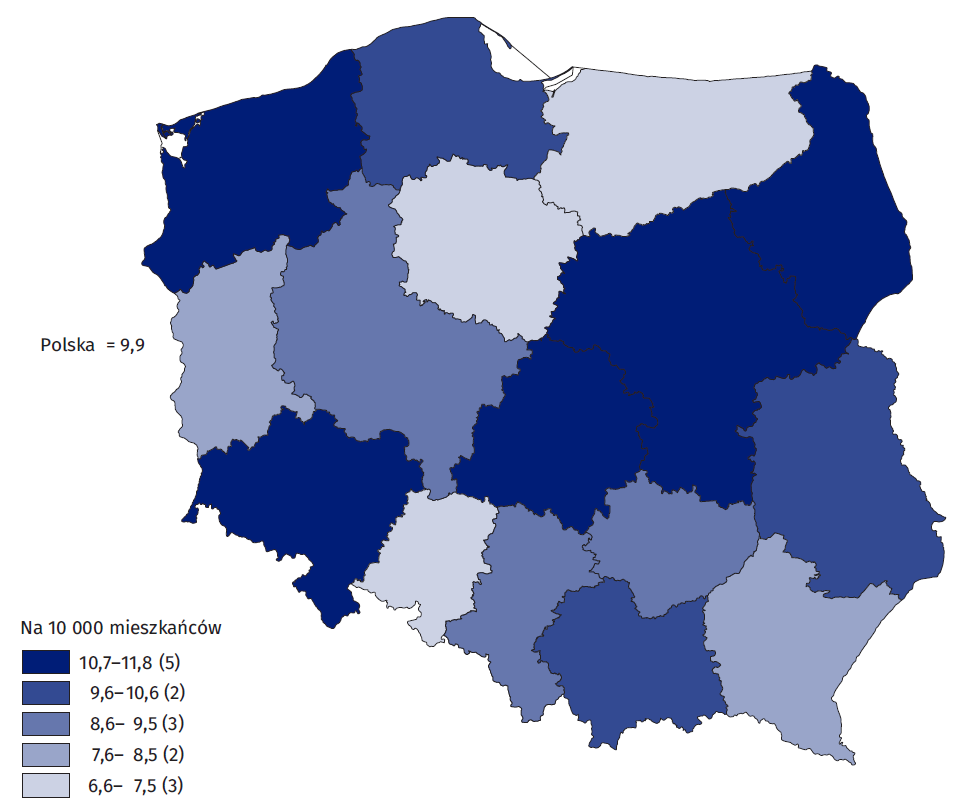 Polska = 9,9
Na 10 000 mieszkańców
10,7–11,8 (5)
9,6–10,6 (2)
8,6– 9,5 (3)
7,6– 8,5 (2)
6,6– 7,5 (3)